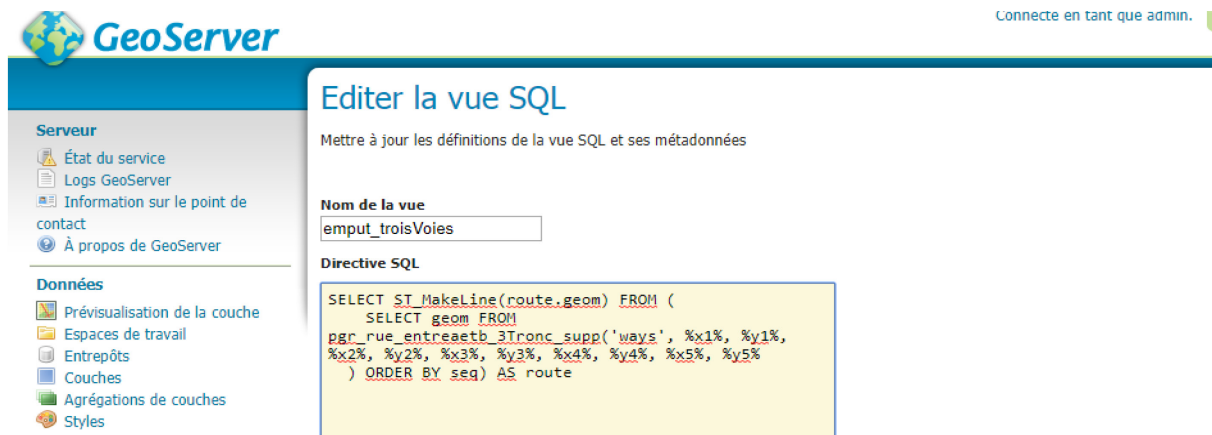 GeoServer
Connecté en tant que admin.
Editer la vue SQL
Mettre à jour les définitions de la vue SQL et ses métadonnées
Serveur
État du service
Logs GeoServer
Information sur le point de
contact
À propos de GeoServer
Données
Prévisualisation de la couche
Espaces de travail
Entrepôts
Couches
Agrégations de couches
Styles
Nom de la vue
emput_troisVoies
Directive SQL
SELECT ST_MakeLine(route.geom) FROM (
SELECT geom FROM
pgr_rue_entreaetb_3Tronc_supp('ways', %x1%, %y1%,
%x2%, %y2%, %x3%, %y3%, %x4%, %y4%, %x5%, %y5%
) ORDER BY seq) AS route